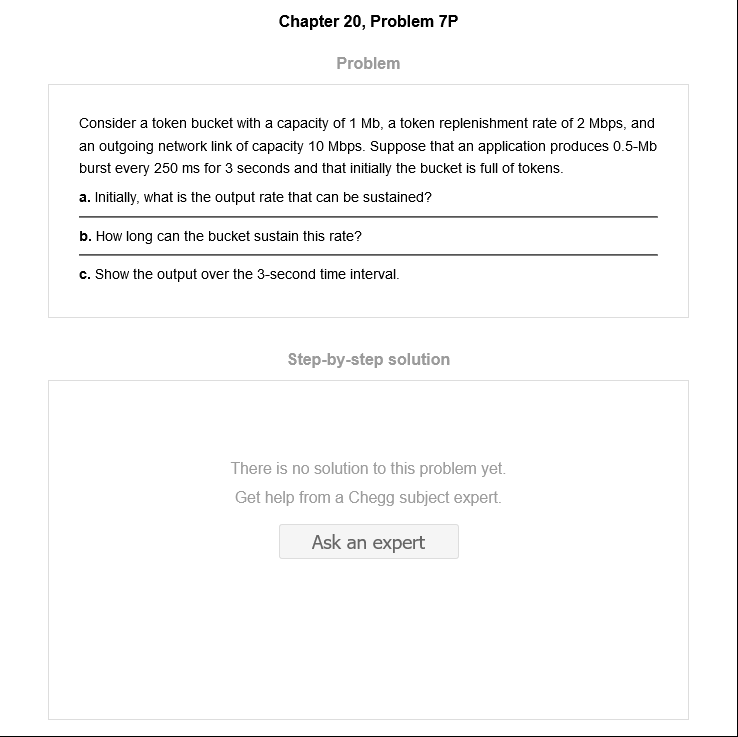 Chapter 20, Problem 7P
Problem
Consider a token bucket with a capacity of 1 Mb, a token replenishment rate of 2 Mbps, and
an outgoing network link of capacity 10 Mbps. Suppose that an application produces 0.5-Mb
burst every 250 ms for 3 seconds and that initially the bucket is full of tokens.
a. Initially, what is the output rate that can be sustained?
b. How long can the bucket sustain this rate?
c. Show the output over the 3-second time interval.
Step-by-step solution
There is no solution to this problem yet.
Get help from a Chegg subject expert.
Ask an expert